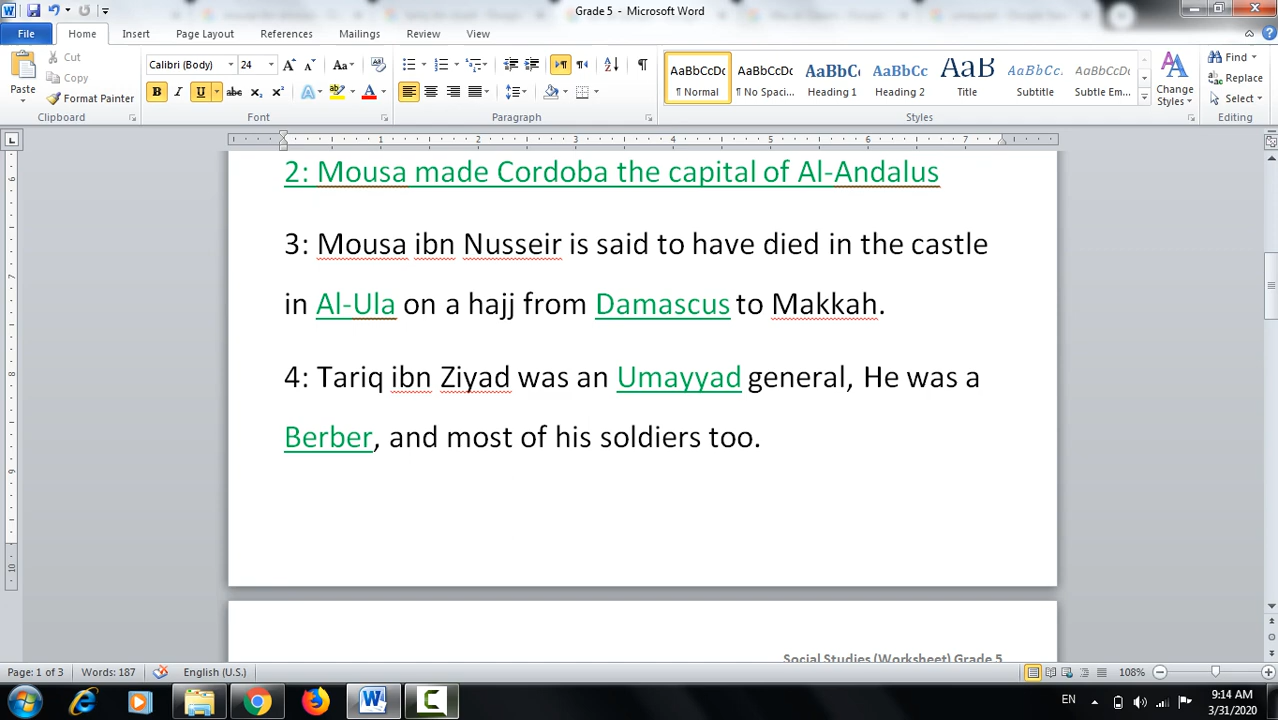 Grade 5 - Microsoft Word
File Home Insert Page Layout References Mailings Review View
Cut
Copy
Format Painter
Paste
Calibri (Body) 24
AaBbCcDc AaBbCcDc AaBbCc AaBbCc AaB AaBbCc. AaBbCcDc
¶ Normal ¶ No Spaci... Heading 1 Heading 2 Title Subtitle Subtle Em...
Change Styles
Find
Replace
Select
Clipboard Font Paragraph Styles Editing
2: Mousa made Cordoba the capital of Al-Andalus
3: Mousa ibn Nusseir is said to have died in the castle
in Al-Ula on a hajj from Damascus to Makkah.
4: Tariq ibn Ziyad was an Umayyad general, He was a
Berber, and most of his soldiers too.
Social Studies (Worksheet) Grade 5
Page: 1 of 3 Words: 187 English (U.S.) 108%
EN 9:14 AM
3/31/2020